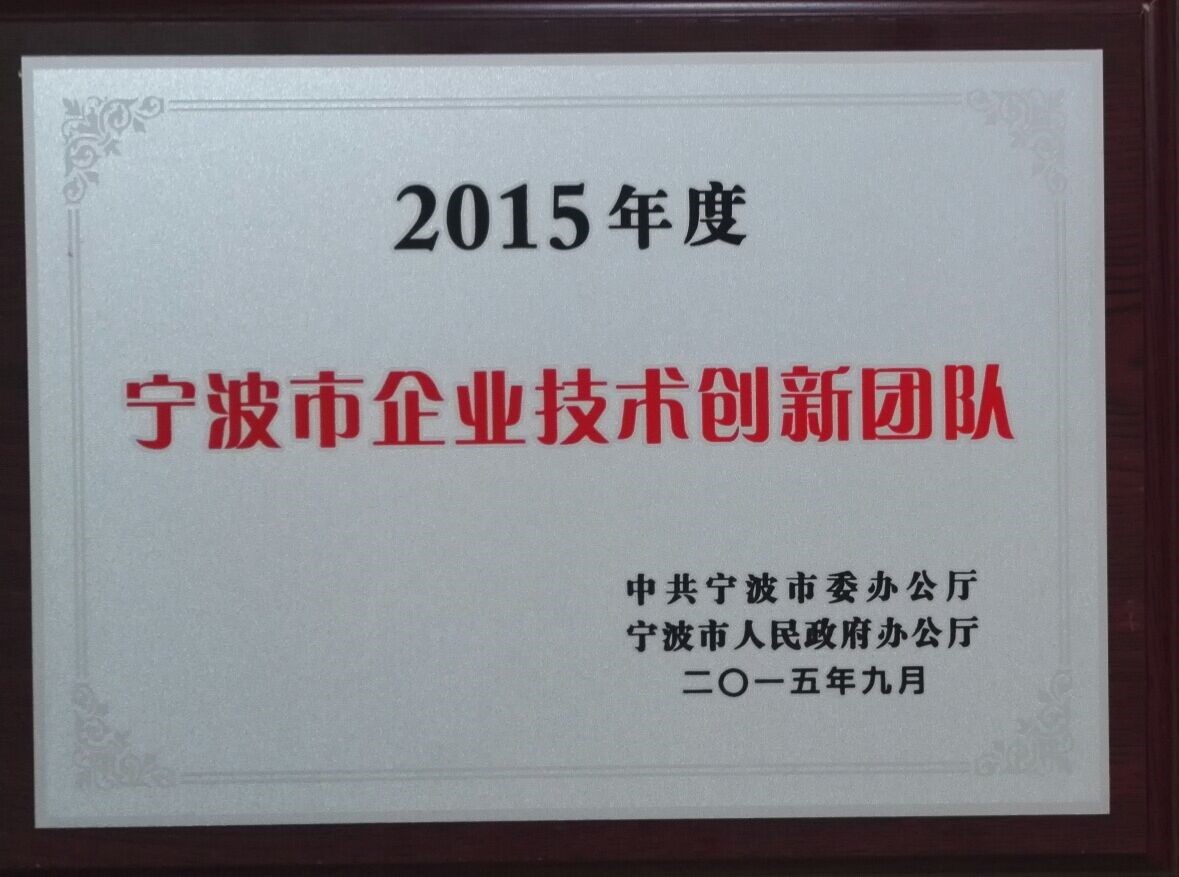 2015年度
宁波市企业技术创新团队
中共宁波市委办公厅
宁波市人民政府办公厅
二〇一五年九月